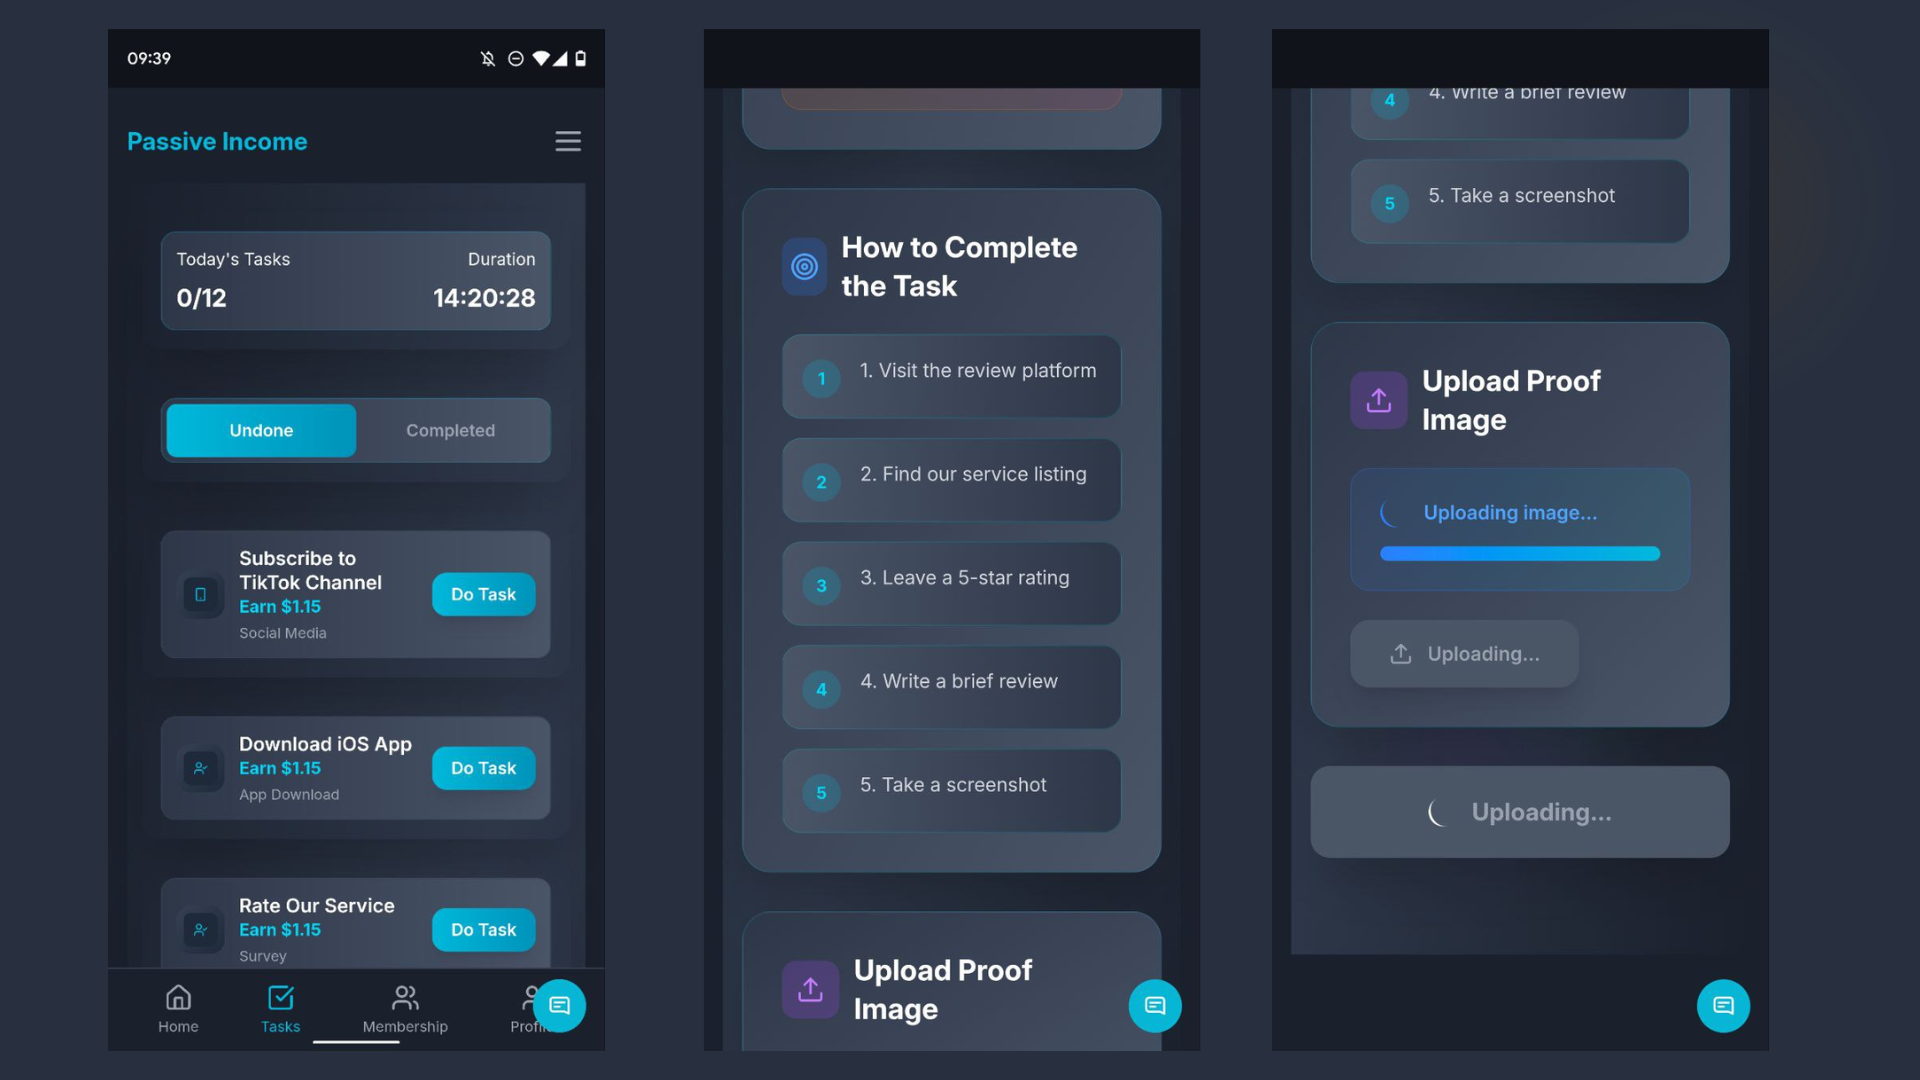 09:39
Passive Income
Today's Tasks
Duration
0/12
14:20:28
Undone
Completed
Subscribe to
TikTok Channel
Earn $1.15
Social Media
Do Task
Download iOS App
Earn $1.15
App Download
Do Task
Rate Our Service
Earn $1.15
Survey
Do Task
Home
Tasks
Membership
How to Complete
the Task
1
1. Visit the review platform
2
2. Find our service listing
3
3. Leave a 5-star rating
4
4. Write a brief review
5
5. Take a screenshot
Upload Proof
Image
4
4. Write a brief review
5
5. Take a screenshot
Upload Proof
Image
Uploading image...
Uploading...
Uploading...